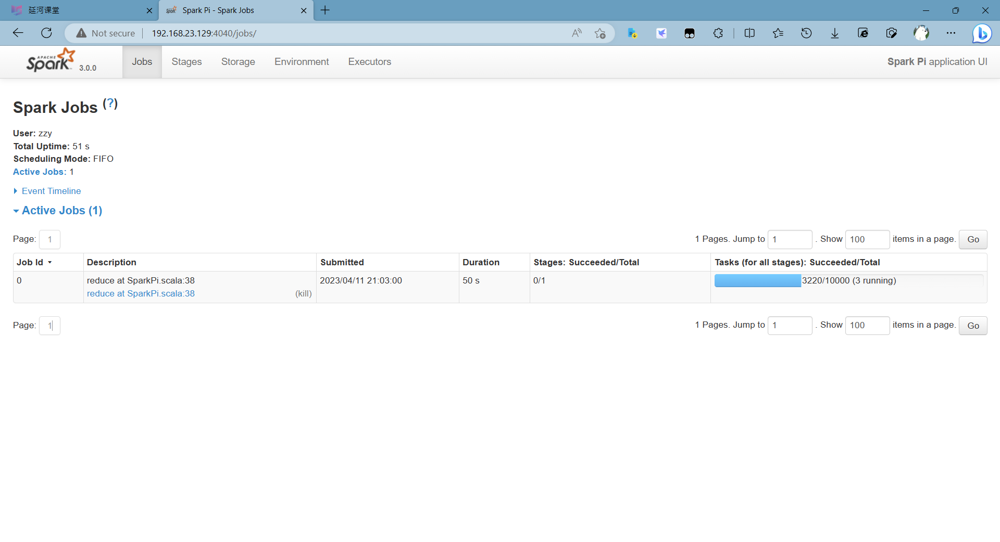 延河课堂
Spark Pi - Spark Jobs
Not secure
192.168.23.129:4040/jobs/
APACHE
Spark 3.0.0
Jobs
Stages
Storage
Environment
Executors
Spark Pi application UI
Spark Jobs (?)
User: zzy
Total Uptime: 51 s
Scheduling Mode: FIFO
Active Jobs: 1
Event Timeline
Active Jobs (1)
Page: 1
1 Pages. Jump to 1 . Show 100 items in a page. Go
Job Id Description Submitted Duration Stages: Succeeded/Total Tasks (for all stages): Succeeded/Total
0 reduce at SparkPi.scala:38 2023/04/11 21:03:00 50 s 0/1 3220/10000 (3 running)
reduce at SparkPi.scala:38 (kill)
Page: 1
1 Pages. Jump to 1 . Show 100 items in a page. Go